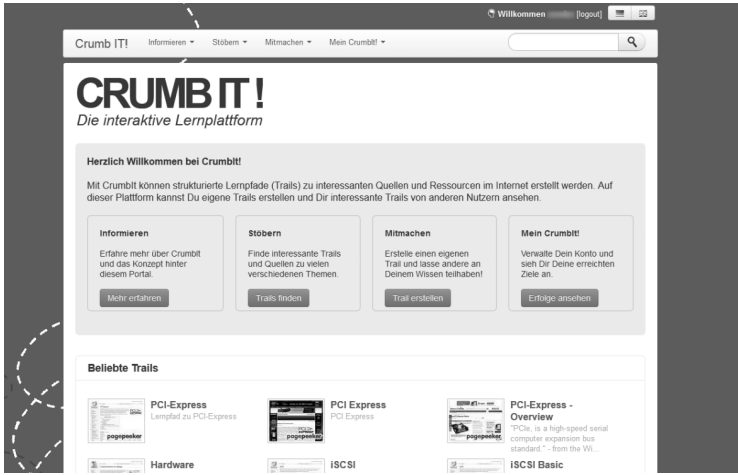 Willkommen [logout]
Crumb IT! Informieren Stöbern Mitmachen Mein CrumbIt!
CRUMB IT !
Die interaktive Lernplattform
Herzlich Willkommen bei CrumbIt!
Mit CrumbIt können strukturierte Lernpfade (Trails) zu interessanten Quellen und Ressourcen im Internet erstellt werden. Auf
dieser Plattform kannst Du eigene Trails erstellen und Dir interessante Trails von anderen Nutzern ansehen.
Informieren
Erfahre mehr über CrumbIt
und das Konzept hinter
diesem Portal.
Mehr erfahren
Stöbern
Finde interessante Trails
und Quellen zu vielen
verschiedenen Themen.
Trails finden
Mitmachen
Erstelle einen eigenen
Trail und lasse andere an
Deinem Wissen teilhaben!
Trail erstellen
Mein CrumbIt!
Verwalte Dein Konto und
sieh Dir Deine erreichten
Ziele an.
Erfolge ansehen
Beliebte Trails
pagepeeker
PCI-Express
Lernpfad zu PCI-Express
pagepeeker
PCI Express
PCI Express
pagepeeker
PCI-Express -
Overview
"PCIe, is a high-speed serial
computer expansion bus
standard." - from the Wi...
Hardware
iSCSI
iSCSI Basic